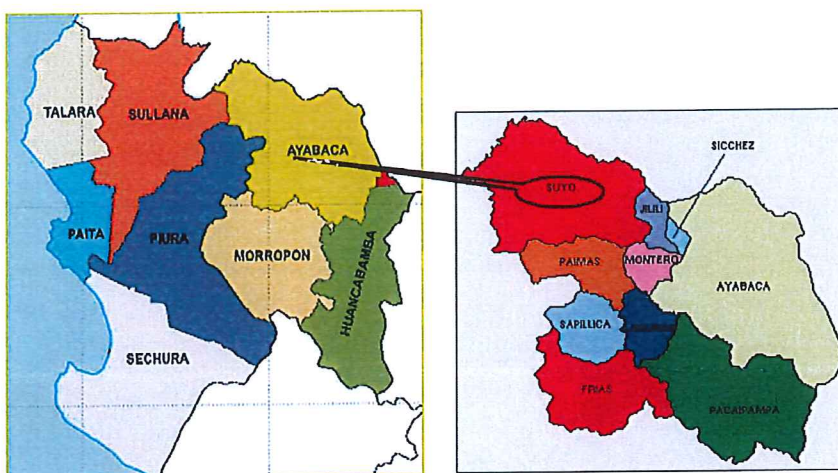 TALARA
SULLANA
AYABACA
PAITA
PIURA
MORROPON
HUANCABAMBA
SECHURA
SICCHEZ
SUYO
JILILI
PAIMAS
MONTERO
AYABACA
SAPILLICA
FRIAS
PACAIPAMPA